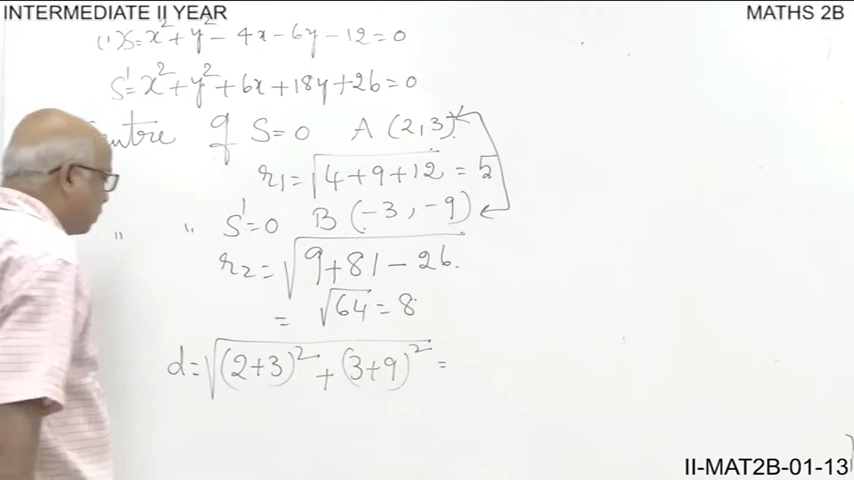 INTERMEDIATE II YEAR
MATHS 2B
(1) S= x²+y²-4x-6y-12=0
S'= x²+y²+6x+18y+26=0
Centre of S=0 A(2,3).
r₁=√4+9+12 = 5
" " S'=0 B(-3,-9)
r₂=√9+81-26.
= √64=8
d=√(2+3)²+(3+9)² =
II-MAT2B-01-13